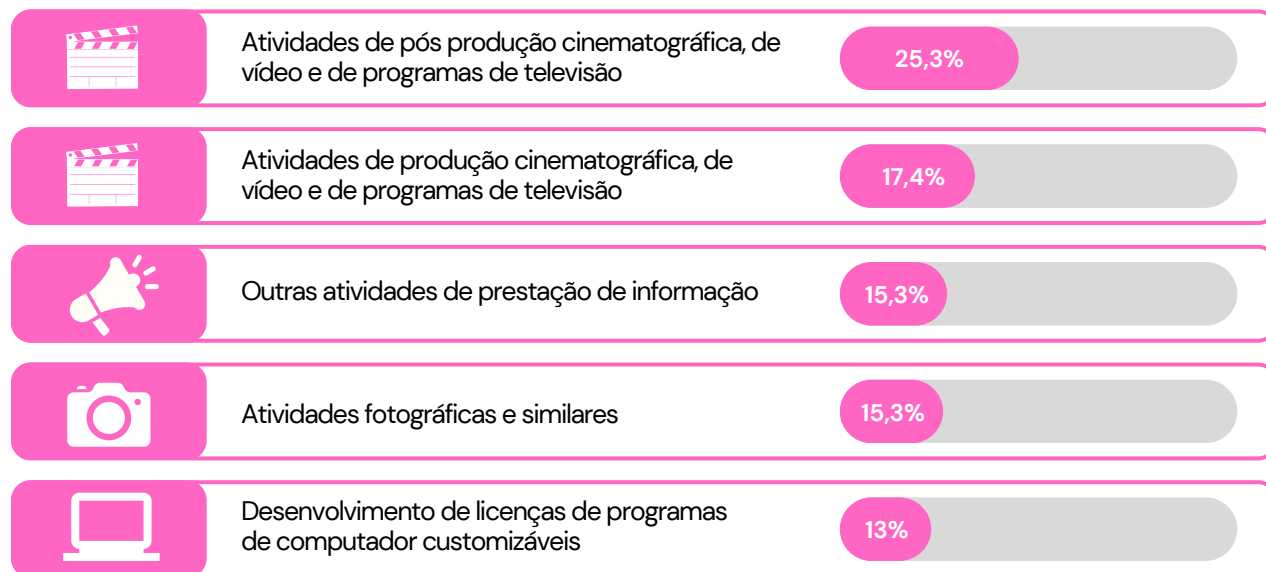 Atividades de pós produção cinematográfica, de
vídeo e de programas de televisão
25,3%
Atividades de produção cinematográfica, de
vídeo e de programas de televisão
17,4%
Outras atividades de prestação de informação
15,3%
Atividades fotográficas e similares
15,3%
Desenvolvimento de licenças de programas
de computador customizáveis
13%